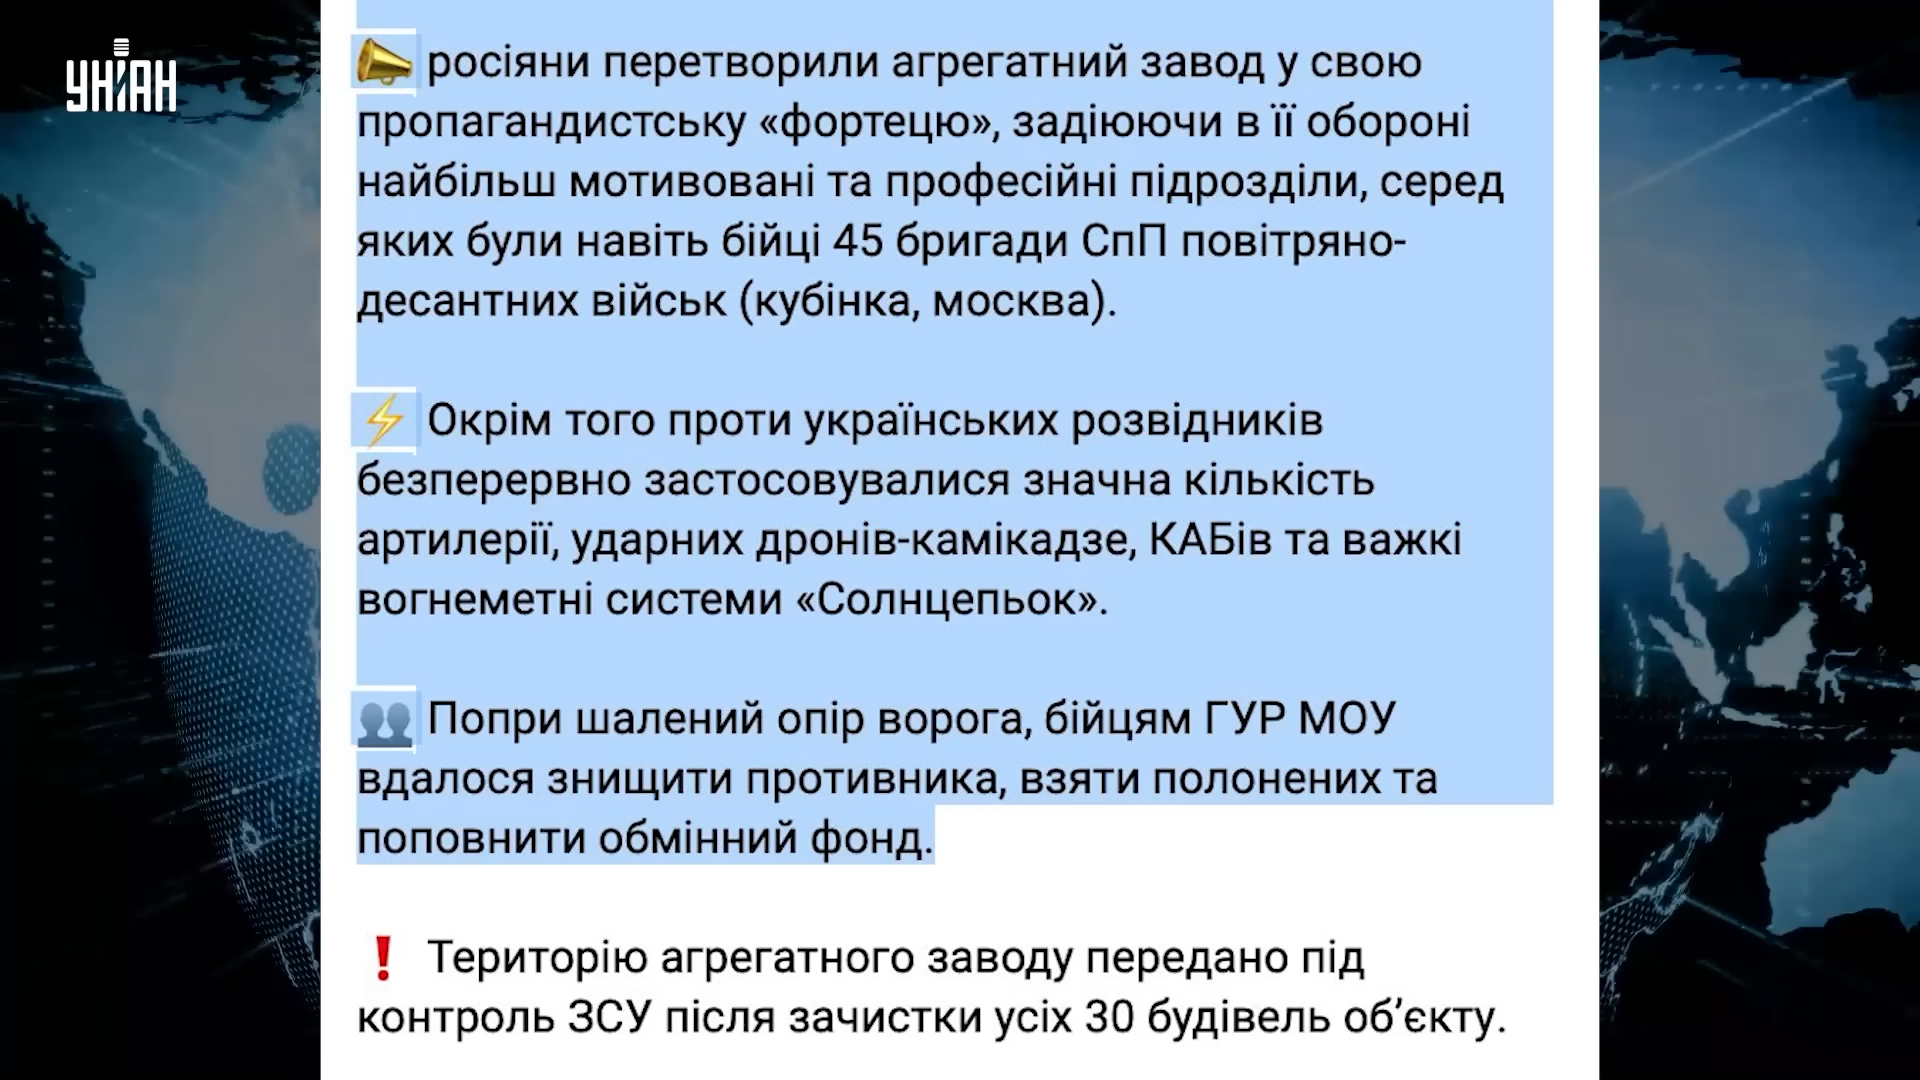 УНІАН
росіяни перетворили агрегатний завод у свою
пропагандистську «фортецю», задіюючи в її обороні
найбільш мотивовані та професійні підрозділи, серед
яких були навіть бійці 45 бригади СпП повітряно-
десантних військ (кубінка, москва).
Окрім того проти українських розвідників
безперервно застосовувалися значна кількість
артилерії, ударних дронів-камікадзе, КАБів та важкі
вогнеметні системи «Солнцепьок».
Попри шалений опір ворога, бійцям ГУР МОУ
вдалося знищити противника, взяти полонених та
поповнити обмінний фонд.
Територію агрегатного заводу передано під
контроль ЗСУ після зачистки усіх 30 будівель об’єкту.